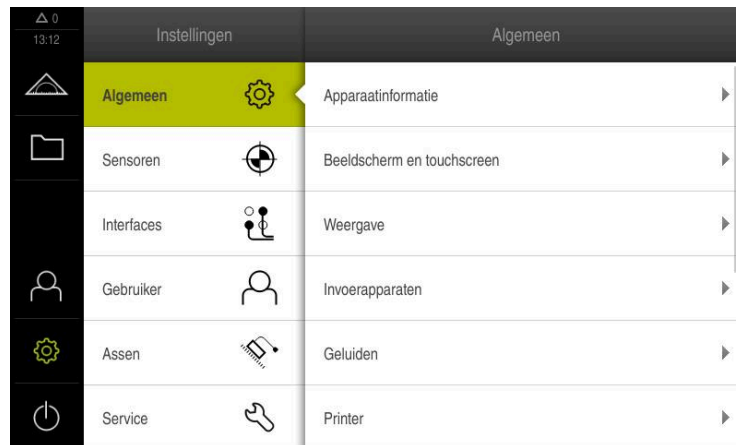 0
13:12
Instellingen
Algemeen
Algemeen
Sensoren
Interfaces
Gebruiker
Assen
Service
Apparaatinformatie
Beeldscherm en touchscreen
Weergave
Invoerapparaten
Geluiden
Printer